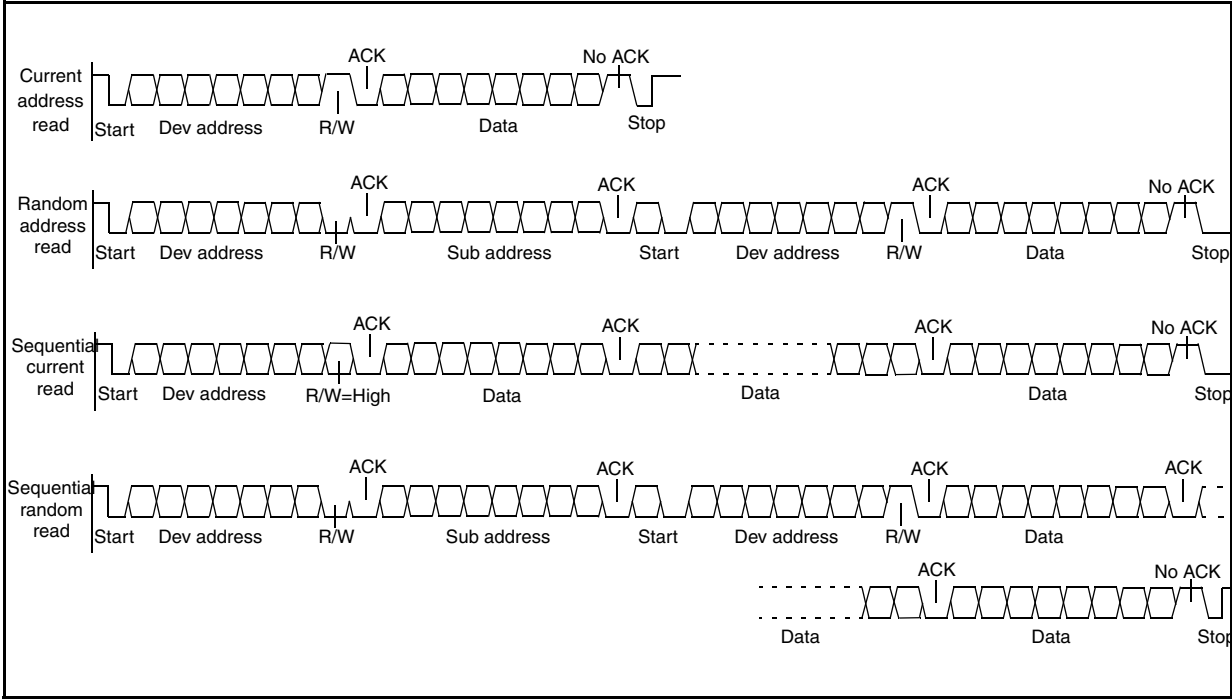 ACK No ACK
Current
address
read
Start Dev address R/W Data Stop
ACK ACK ACK No ACK
Random
address
read
Start Dev address R/W Sub address Start Dev address R/W Data Stop
ACK ACK ACK No ACK
Sequential
current
read
Start Dev address R/W=High Data Data Data Stop
ACK ACK ACK ACK
Sequential
random
read
Start Dev address R/W Sub address Start Dev address R/W Data
ACK No ACK
Data Data Stop